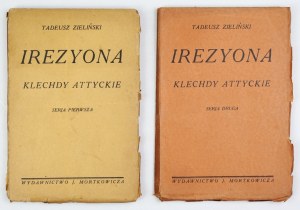 TADEUSZ ZIELIŃSKI
IREZYONA
KLECHDY ATTYCKIE
SERJA PIERWSZA
WYDAWNICTWO J. MORTKOWICZA
TADEUSZ ZIELIŃSKI
IREZYONA
KLECHDY ATTYCKIE
SERJA DRUGA
WYDAWNICTWO J. MORTKOWICZA